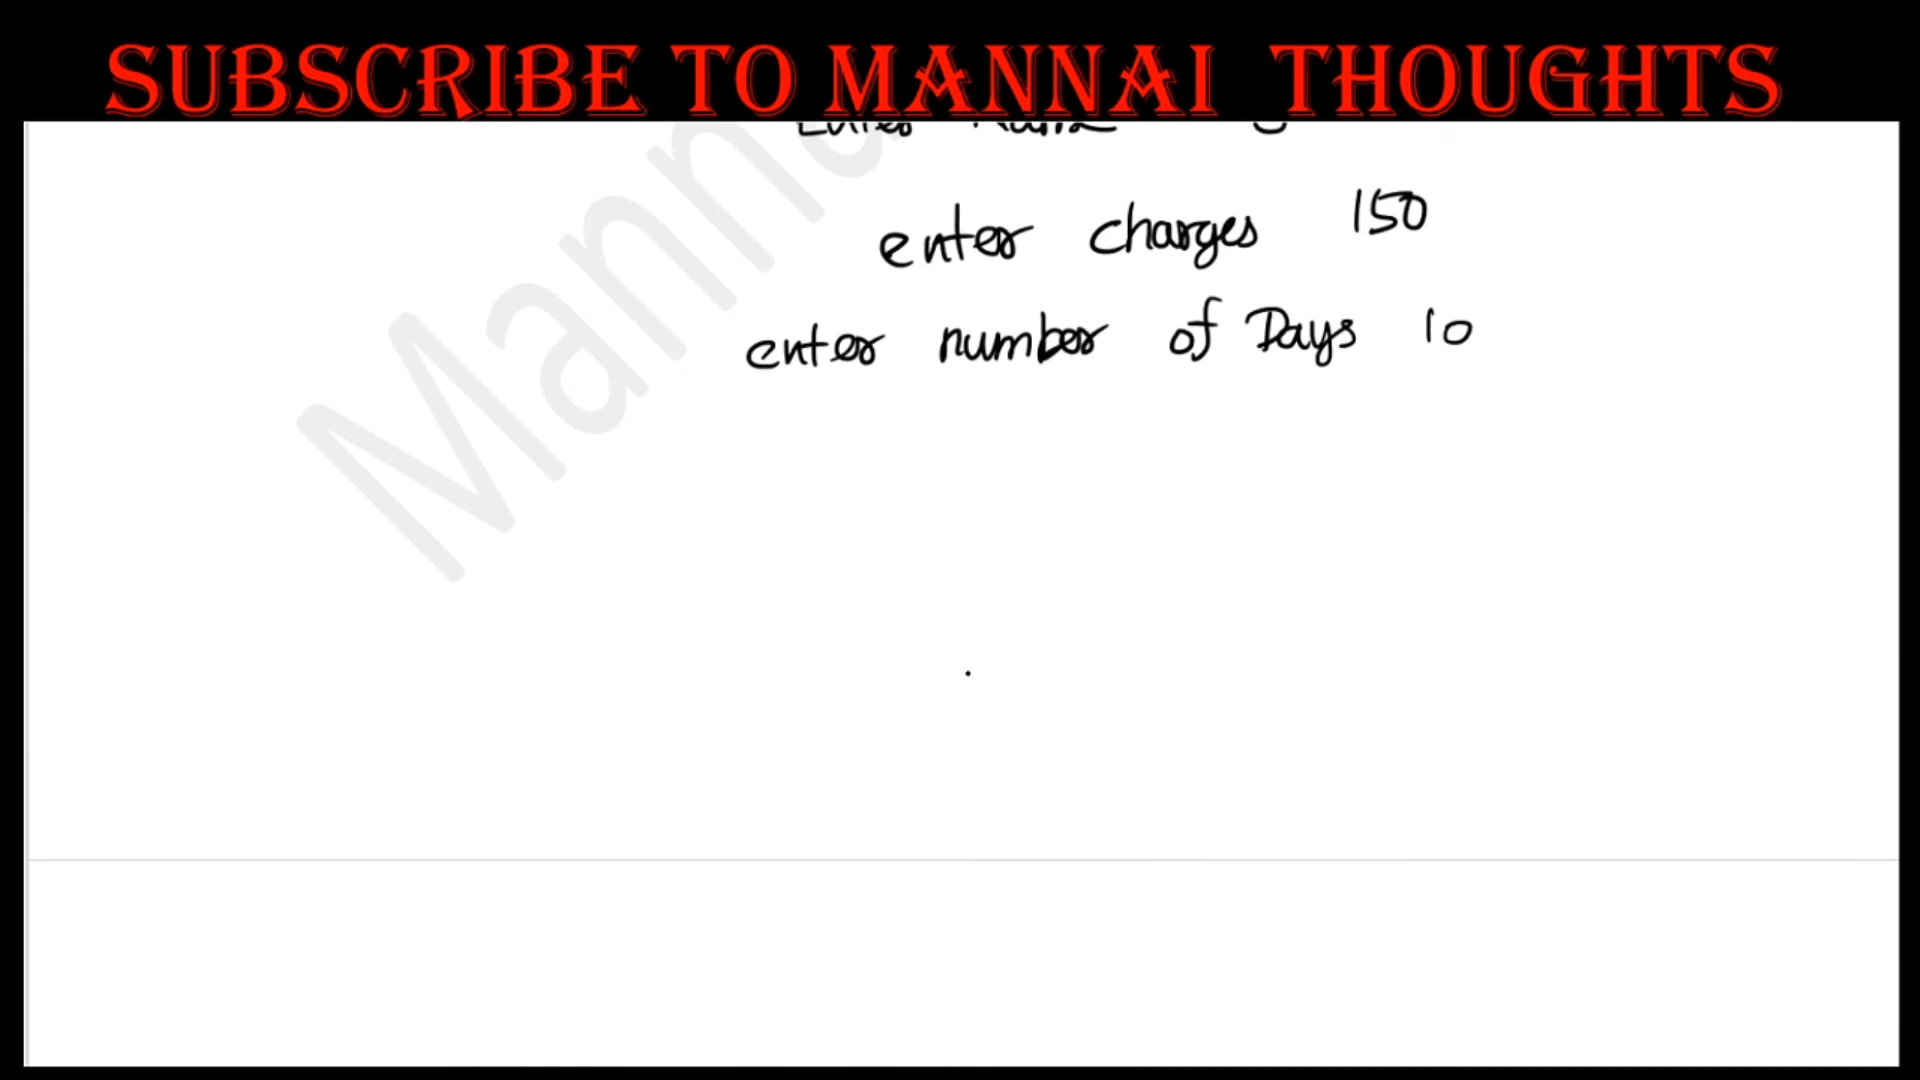 SUBSCRIBE TO MANNAI THOUGHTS
enter charges 150
enter number of Days 10